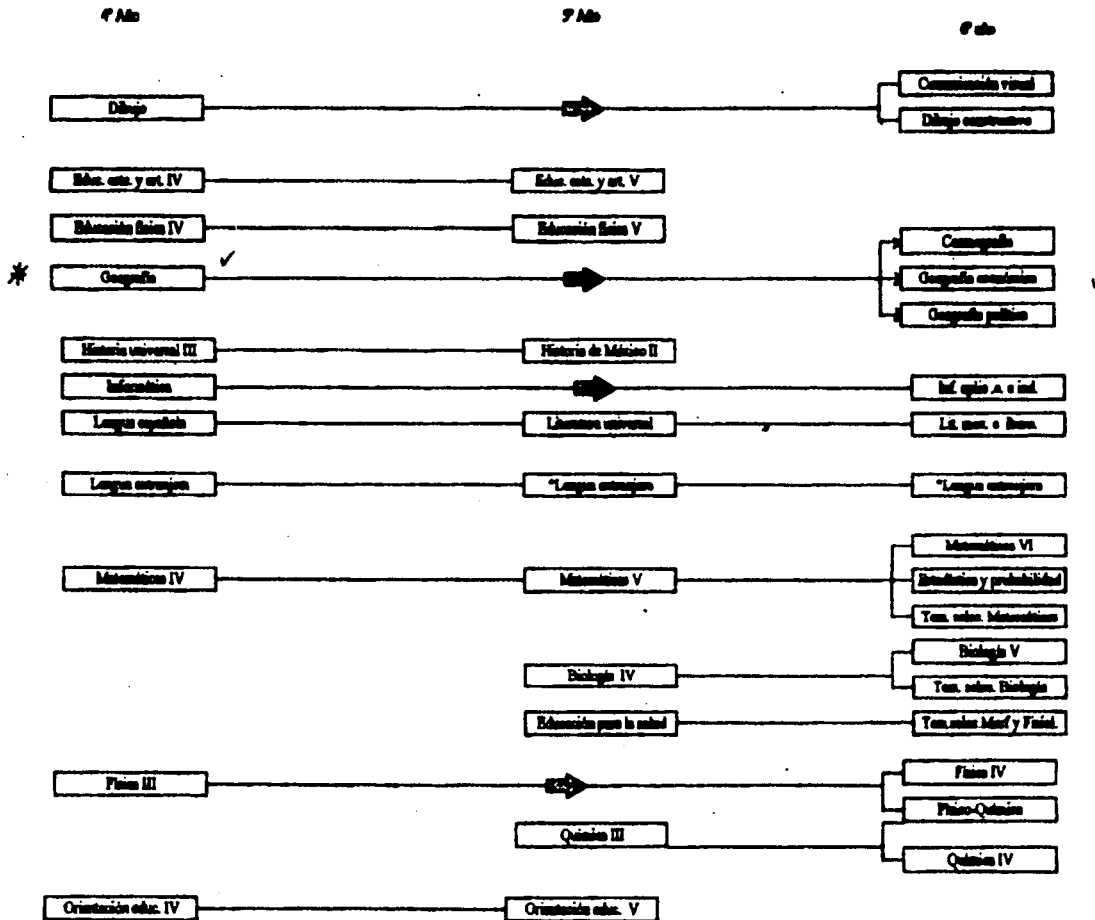 4º Año 5º Año 6º año
Comunicación visual
Dibujo
Dibujo constructivo
Educ. este. y art. IV Educ. este. y art. V
Educación física IV Educación física V
Cosmografía
Geografía Geografía económica
Geografía política
Historia universal III Historia de México II
Informática Inf. aplic. A. e ind.
Lengua española Literatura universal Lit. mex. e Ibero.
Lengua extranjera *Lengua extranjera *Lengua extranjera
Matemáticas VI
Matemáticas IV Matemáticas V Estadística y probabilidad
Tem. selec. Matemáticas
Biología V
Biología IV
Tem. selec. Biología
Educación para la salud Tem. selec. Morf y Fisiol.
Física III Física IV
Físico-Química
Química III
Química IV
Orientación educ. IV Orientación educ. V